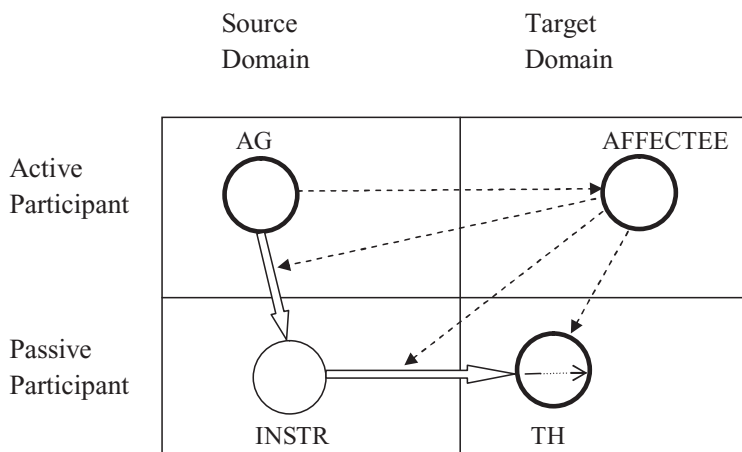 Source
Domain
Target
Domain
AG
AFFECTEE
Active
Participant
Passive
Participant
INSTR
TH